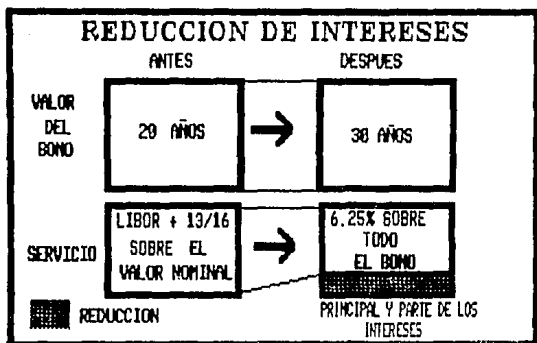 REDUCCION DE INTERESES
ANTES DESPUES
VALOR
DEL
BONO
20 AÑOS
30 AÑOS
SERVICIO
LIBOR + 13/16
SOBRE EL
VALOR NOMINAL
6.25% SOBRE
TODO
EL BONO
REDUCCION
PRINCIPAL Y PARTE DE LOS
INTERESES